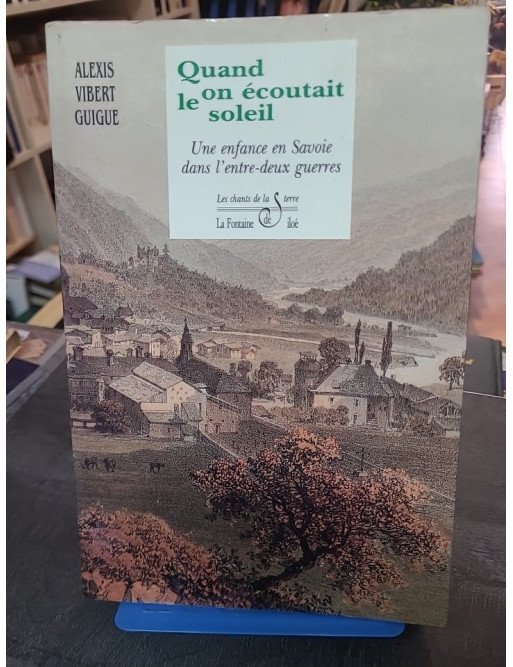 ALEXIS
VIBERT
GUIGUE
Quand
on écoutait
le soleil
Une enfance en Savoie
dans l'entre-deux guerres
Les chants de la terre
La Fontaine de Siloé